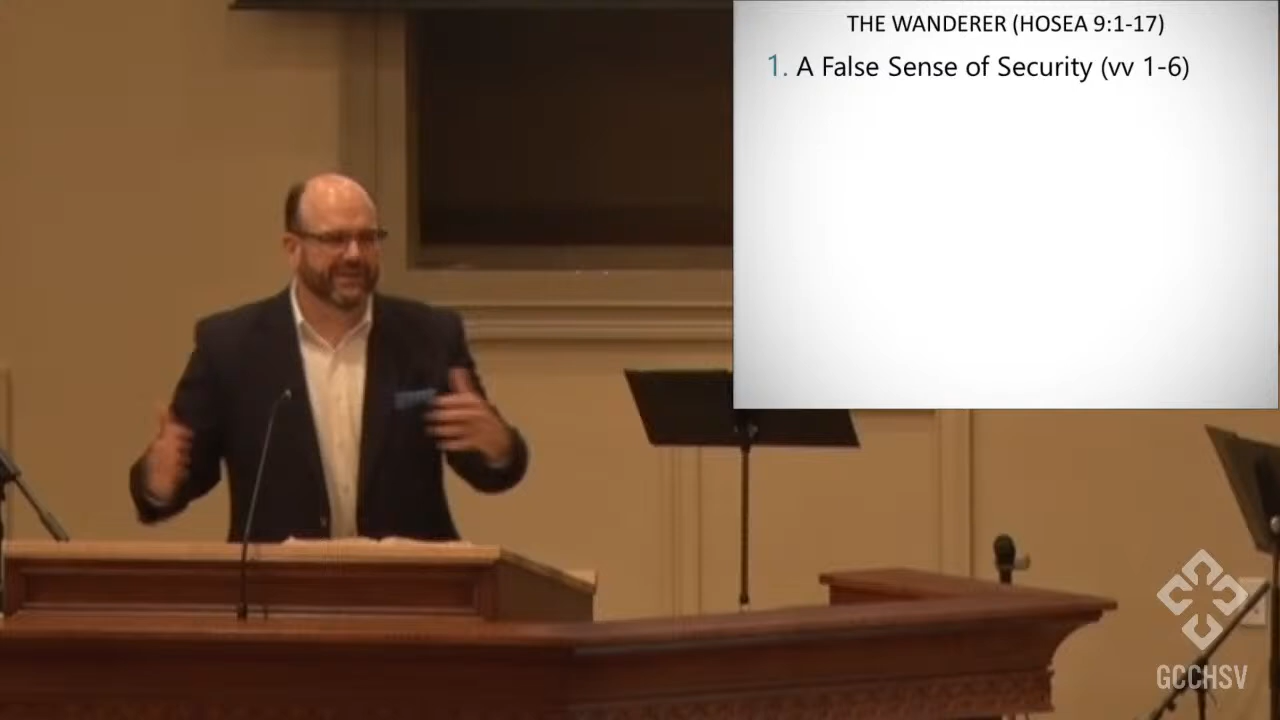 THE WANDERER (HOSEA 9:1-17)
1. A False Sense of Security (vv 1-6)
GCCHSV